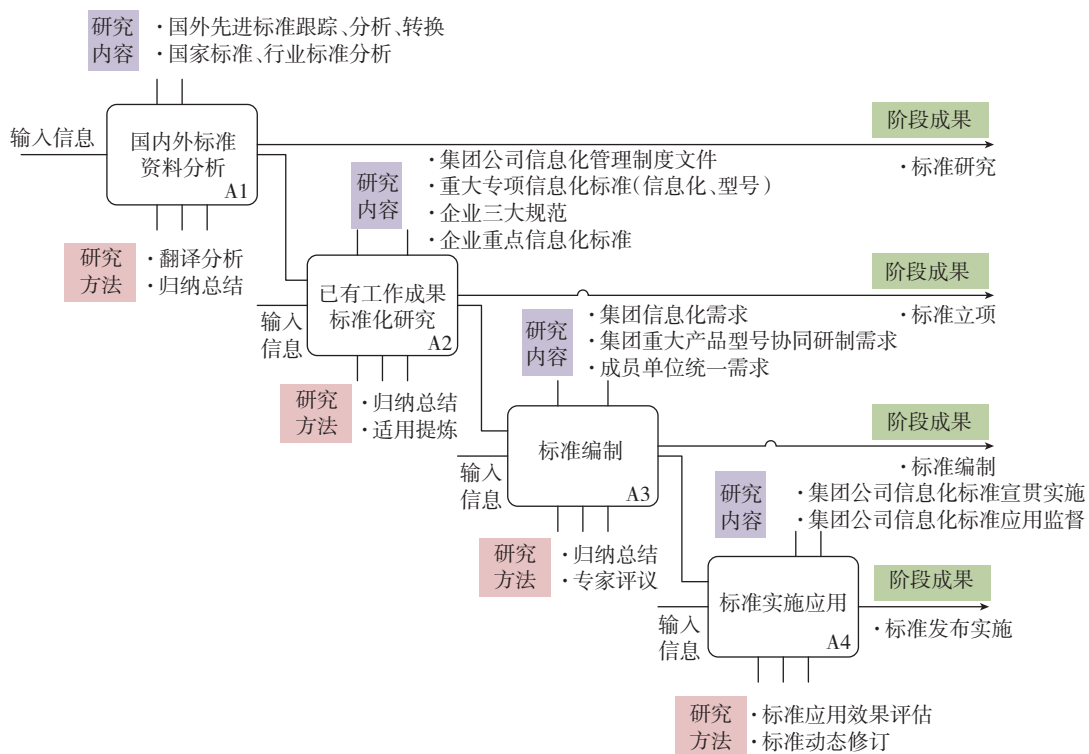 研究
内容
·国外先进标准跟踪、分析、转换
·国家标准、行业标准分析
输入信息
国内外标准
资料分析
A1
阶段成果
·标准研究
研究
方法
·翻译分析
·归纳总结
研究
内容
·集团公司信息化管理制度文件
·重大专项信息化标准(信息化、型号)
·企业三大规范
·企业重点信息化标准
输入
信息
已有工作成果
标准化研究
A2
阶段成果
·标准立项
研究
方法
·归纳总结
·适用提炼
研究
内容
·集团信息化需求
·集团重大产品型号协同研制需求
·成员单位统一需求
输入
信息
标准编制
A3
阶段成果
·标准编制
研究
方法
·归纳总结
·专家评议
研究
内容
·集团公司信息化标准宣贯实施
·集团公司信息化标准应用监督
输入
信息
标准实施应用
A4
阶段成果
·标准发布实施
研究
方法
·标准应用效果评估
·标准动态修订